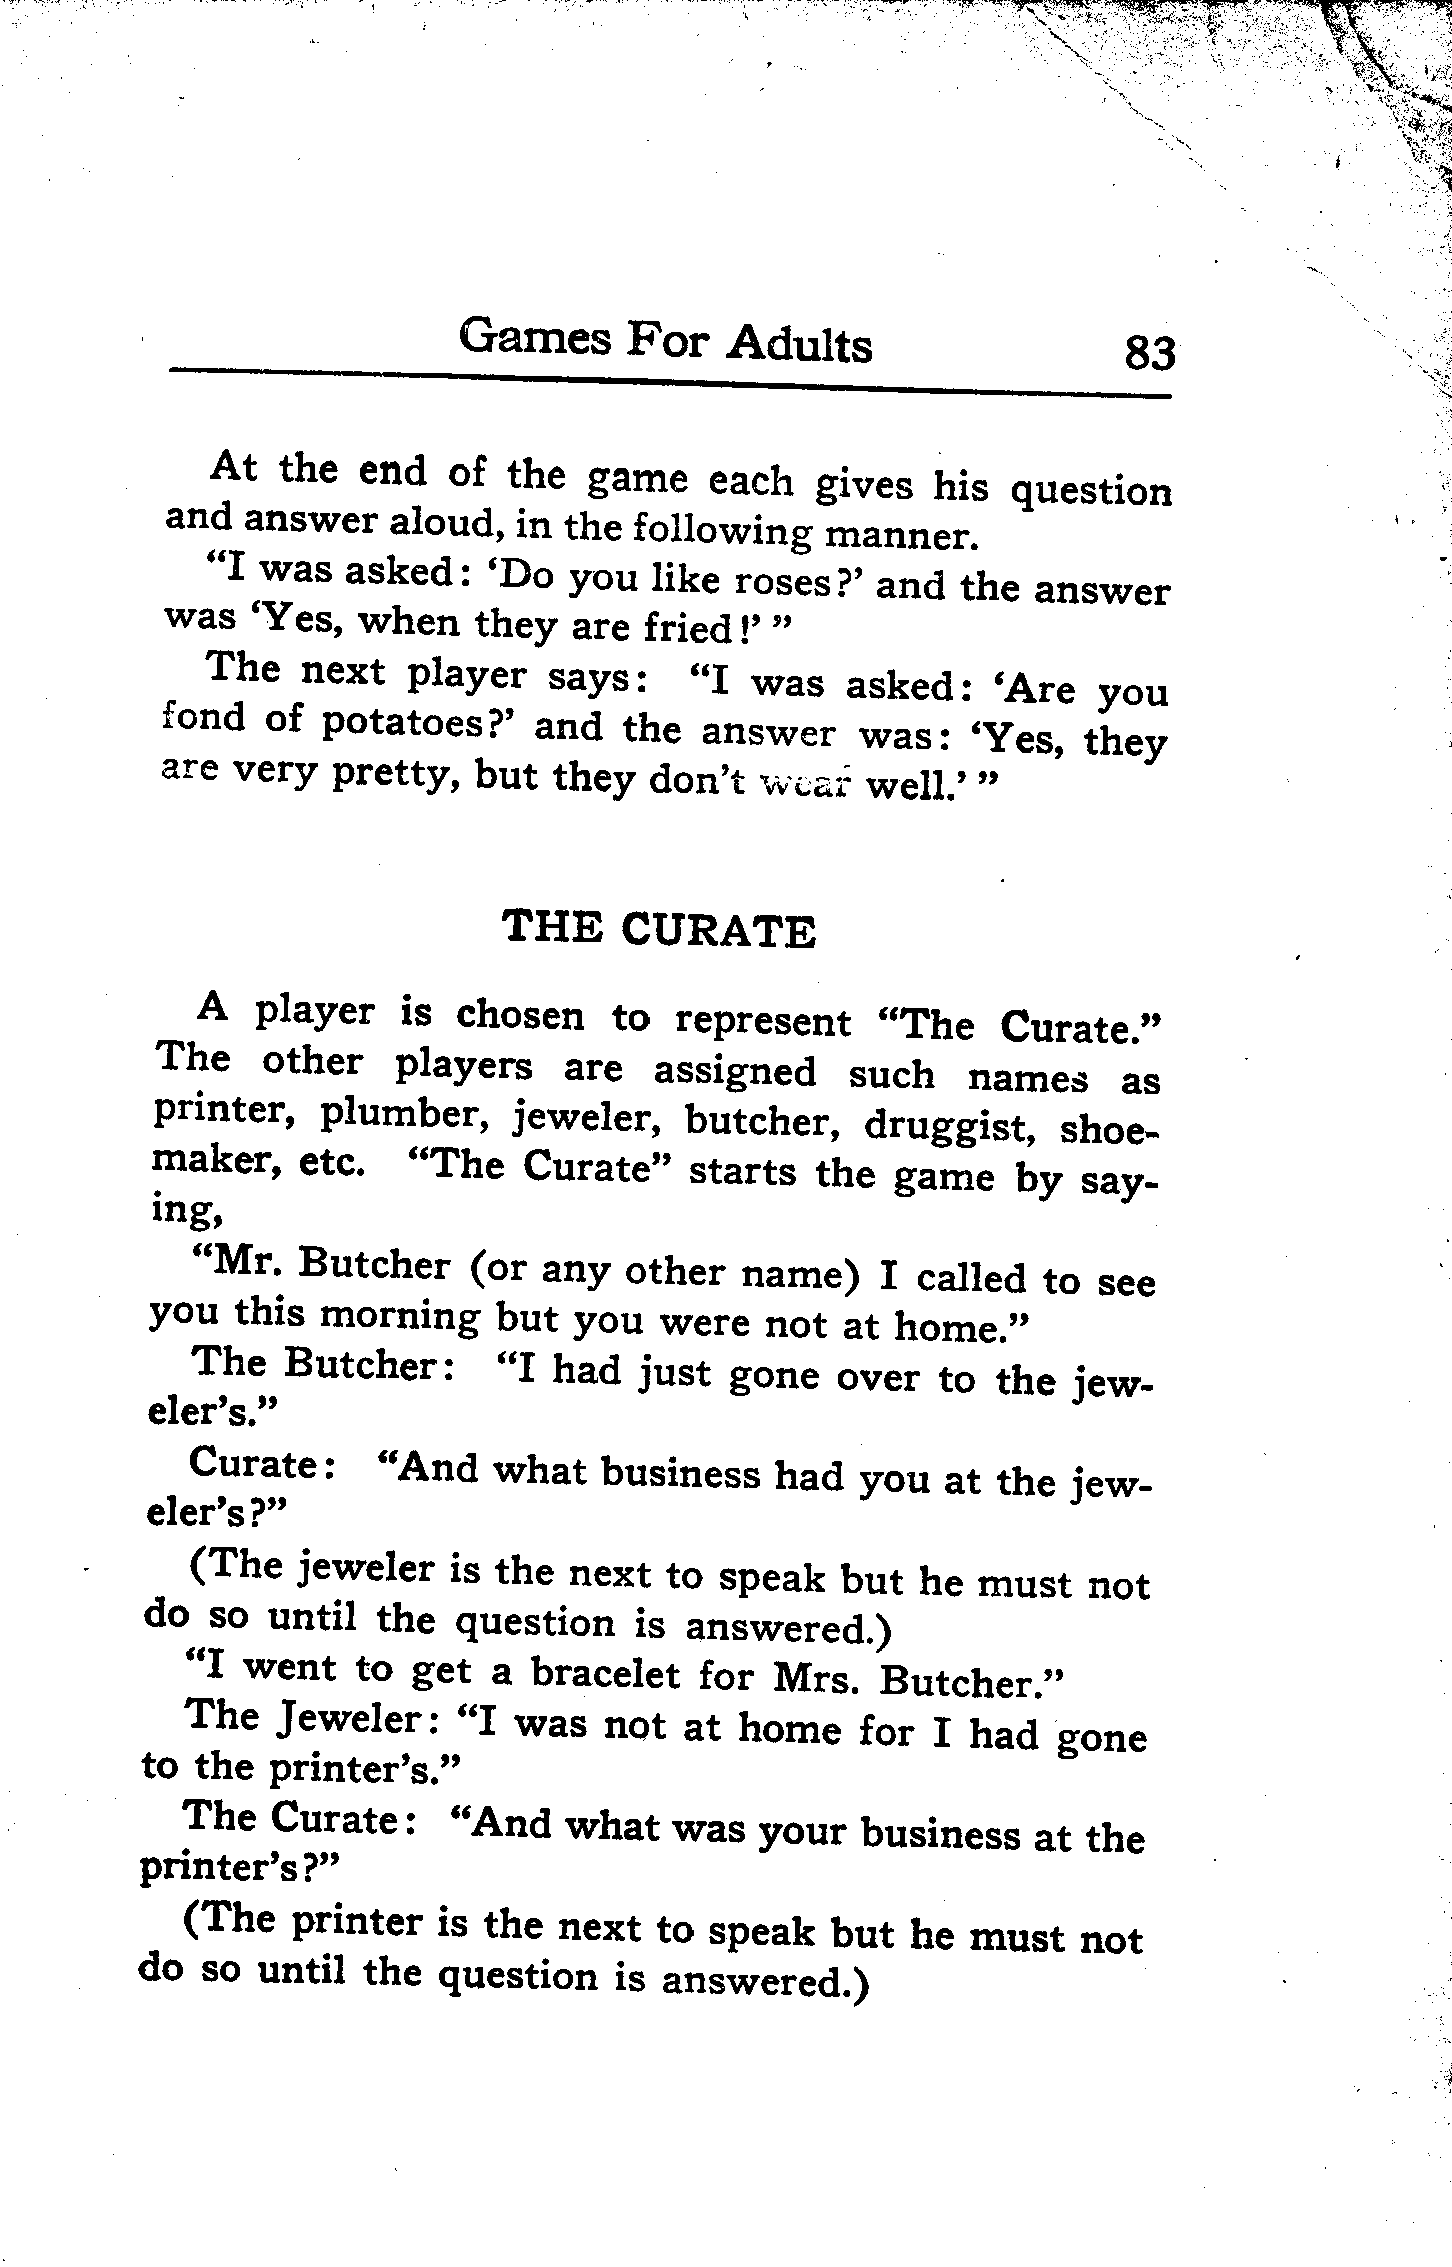 Games For Adults 83
At the end of the game each gives his question
and answer aloud, in the following manner.
“I was asked: ‘Do you like roses?’ and the answer
was ‘Yes, when they are fried!’ ”
The next player says: “I was asked: ‘Are you
fond of potatoes?’ and the answer was: ‘Yes, they
are very pretty, but they don’t wear well.’ ”
THE CURATE
A player is chosen to represent “The Curate.”
The other players are assigned such names as
printer, plumber, jeweler, butcher, druggist, shoe-
maker, etc. “The Curate” starts the game by say-
ing,
“Mr. Butcher (or any other name) I called to see
you this morning but you were not at home.”
The Butcher: “I had just gone over to the jew-
eler’s.”
Curate: “And what business had you at the jew-
eler’s?”
(The jeweler is the next to speak but he must not
do so until the question is answered.)
“I went to get a bracelet for Mrs. Butcher.”
The Jeweler: “I was not at home for I had gone
to the printer’s.”
The Curate: “And what was your business at the
printer’s?”
(The printer is the next to speak but he must not
do so until the question is answered.)